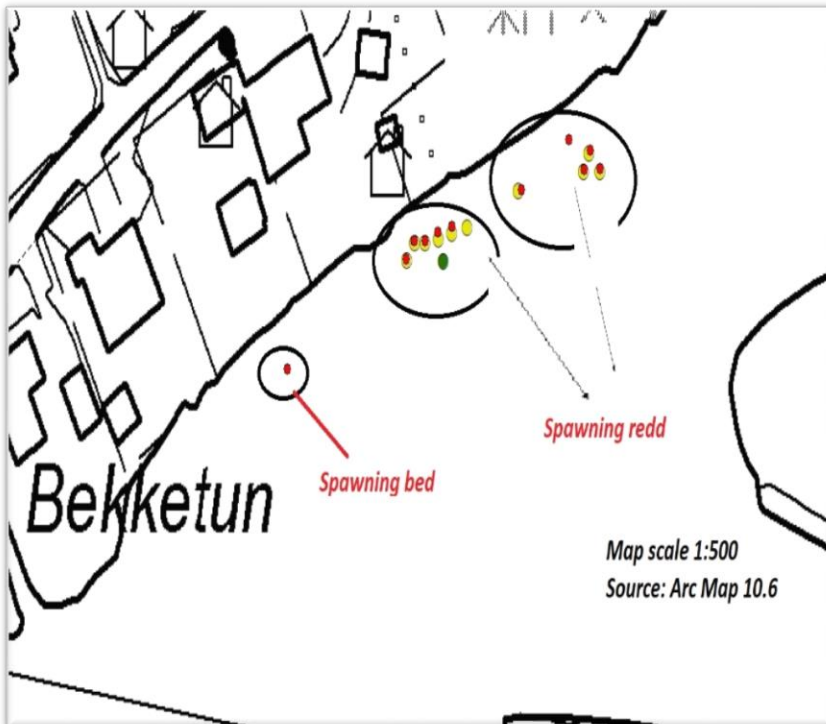 Spawning redd
Spawning bed
Bekketun
Map scale 1:500
Source: Arc Map 10.6